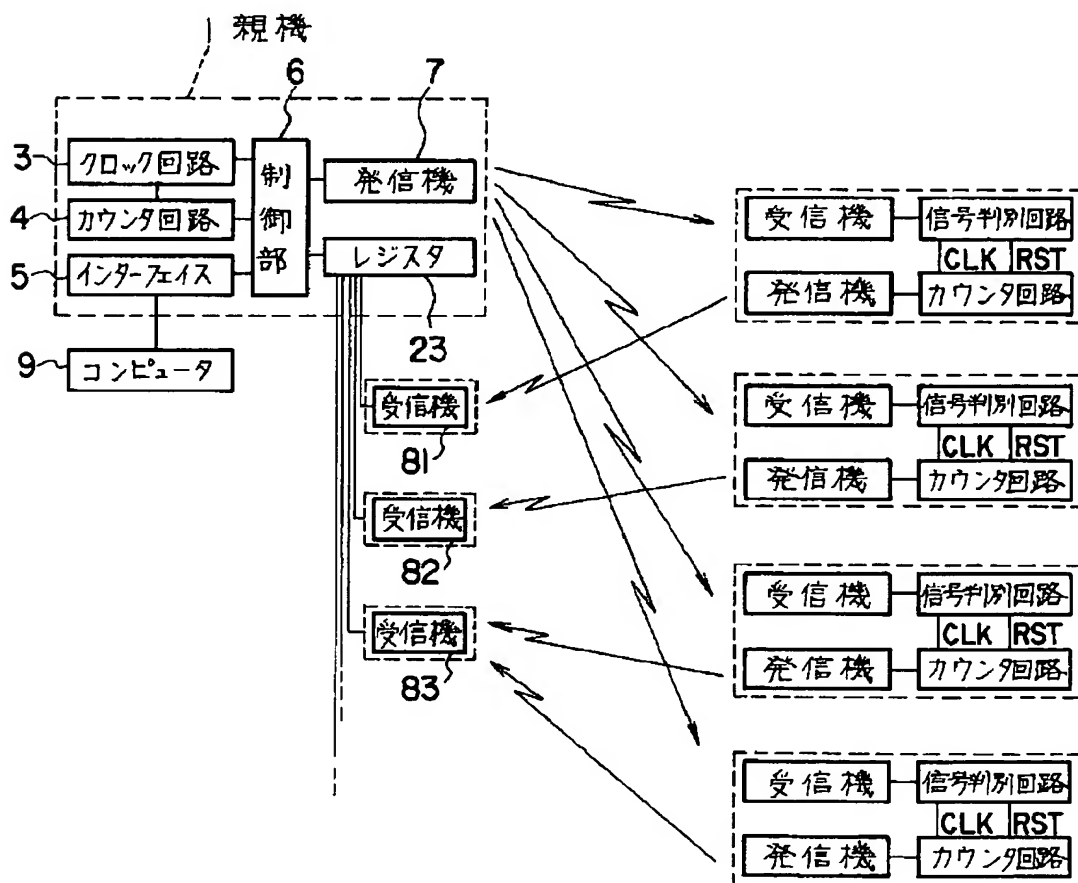 親機
6
7
3 クロック回路
制御部
発信機
4 カウンタ回路
5 インターフェイス
レジスタ
23
9 コンピュータ
受信機
81
受信機
82
受信機
83
受信機 信号判別回路
CLK RST
発信機 カウンタ回路
受信機 信号判別回路
CLK RST
発信機 カウンタ回路
受信機 信号判別回路
CLK RST
発信機 カウンタ回路
受信機 信号判別回路
CLK RST
発信機 カウンタ回路